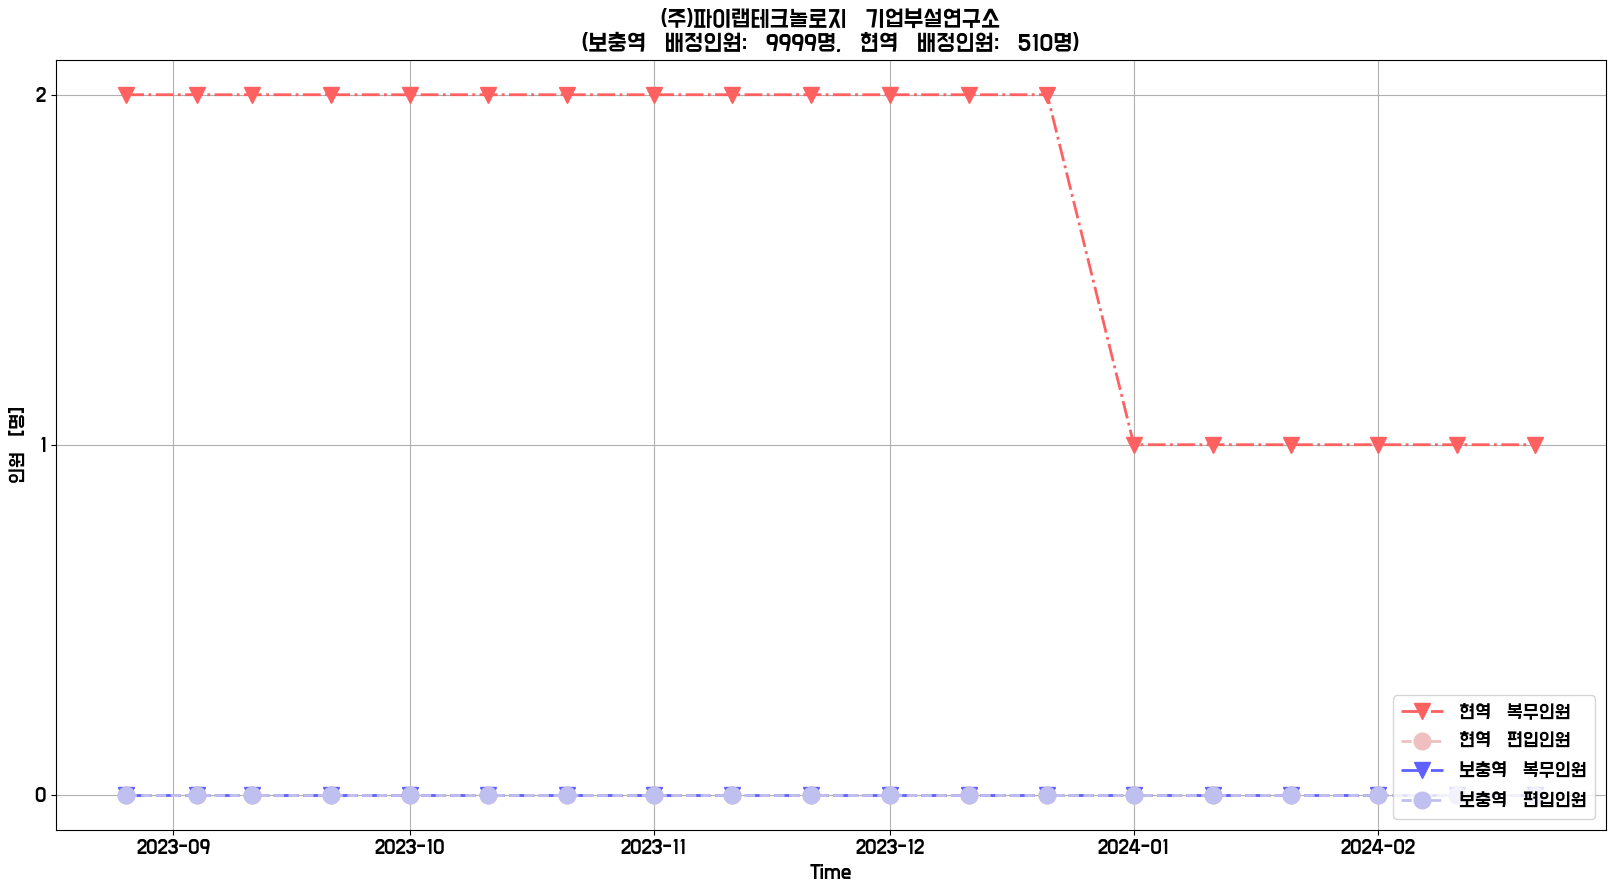 (주)파이랩테크놀로지 기업부설연구소
(보충역 배정인원: 9999명, 현역 배정인원: 510명)
2
1
0
인원 [명]
2023-09
2023-10
2023-11
2023-12
2024-01
2024-02
Time
현역 복무인원
현역 편입인원
보충역 복무인원
보충역 편입인원